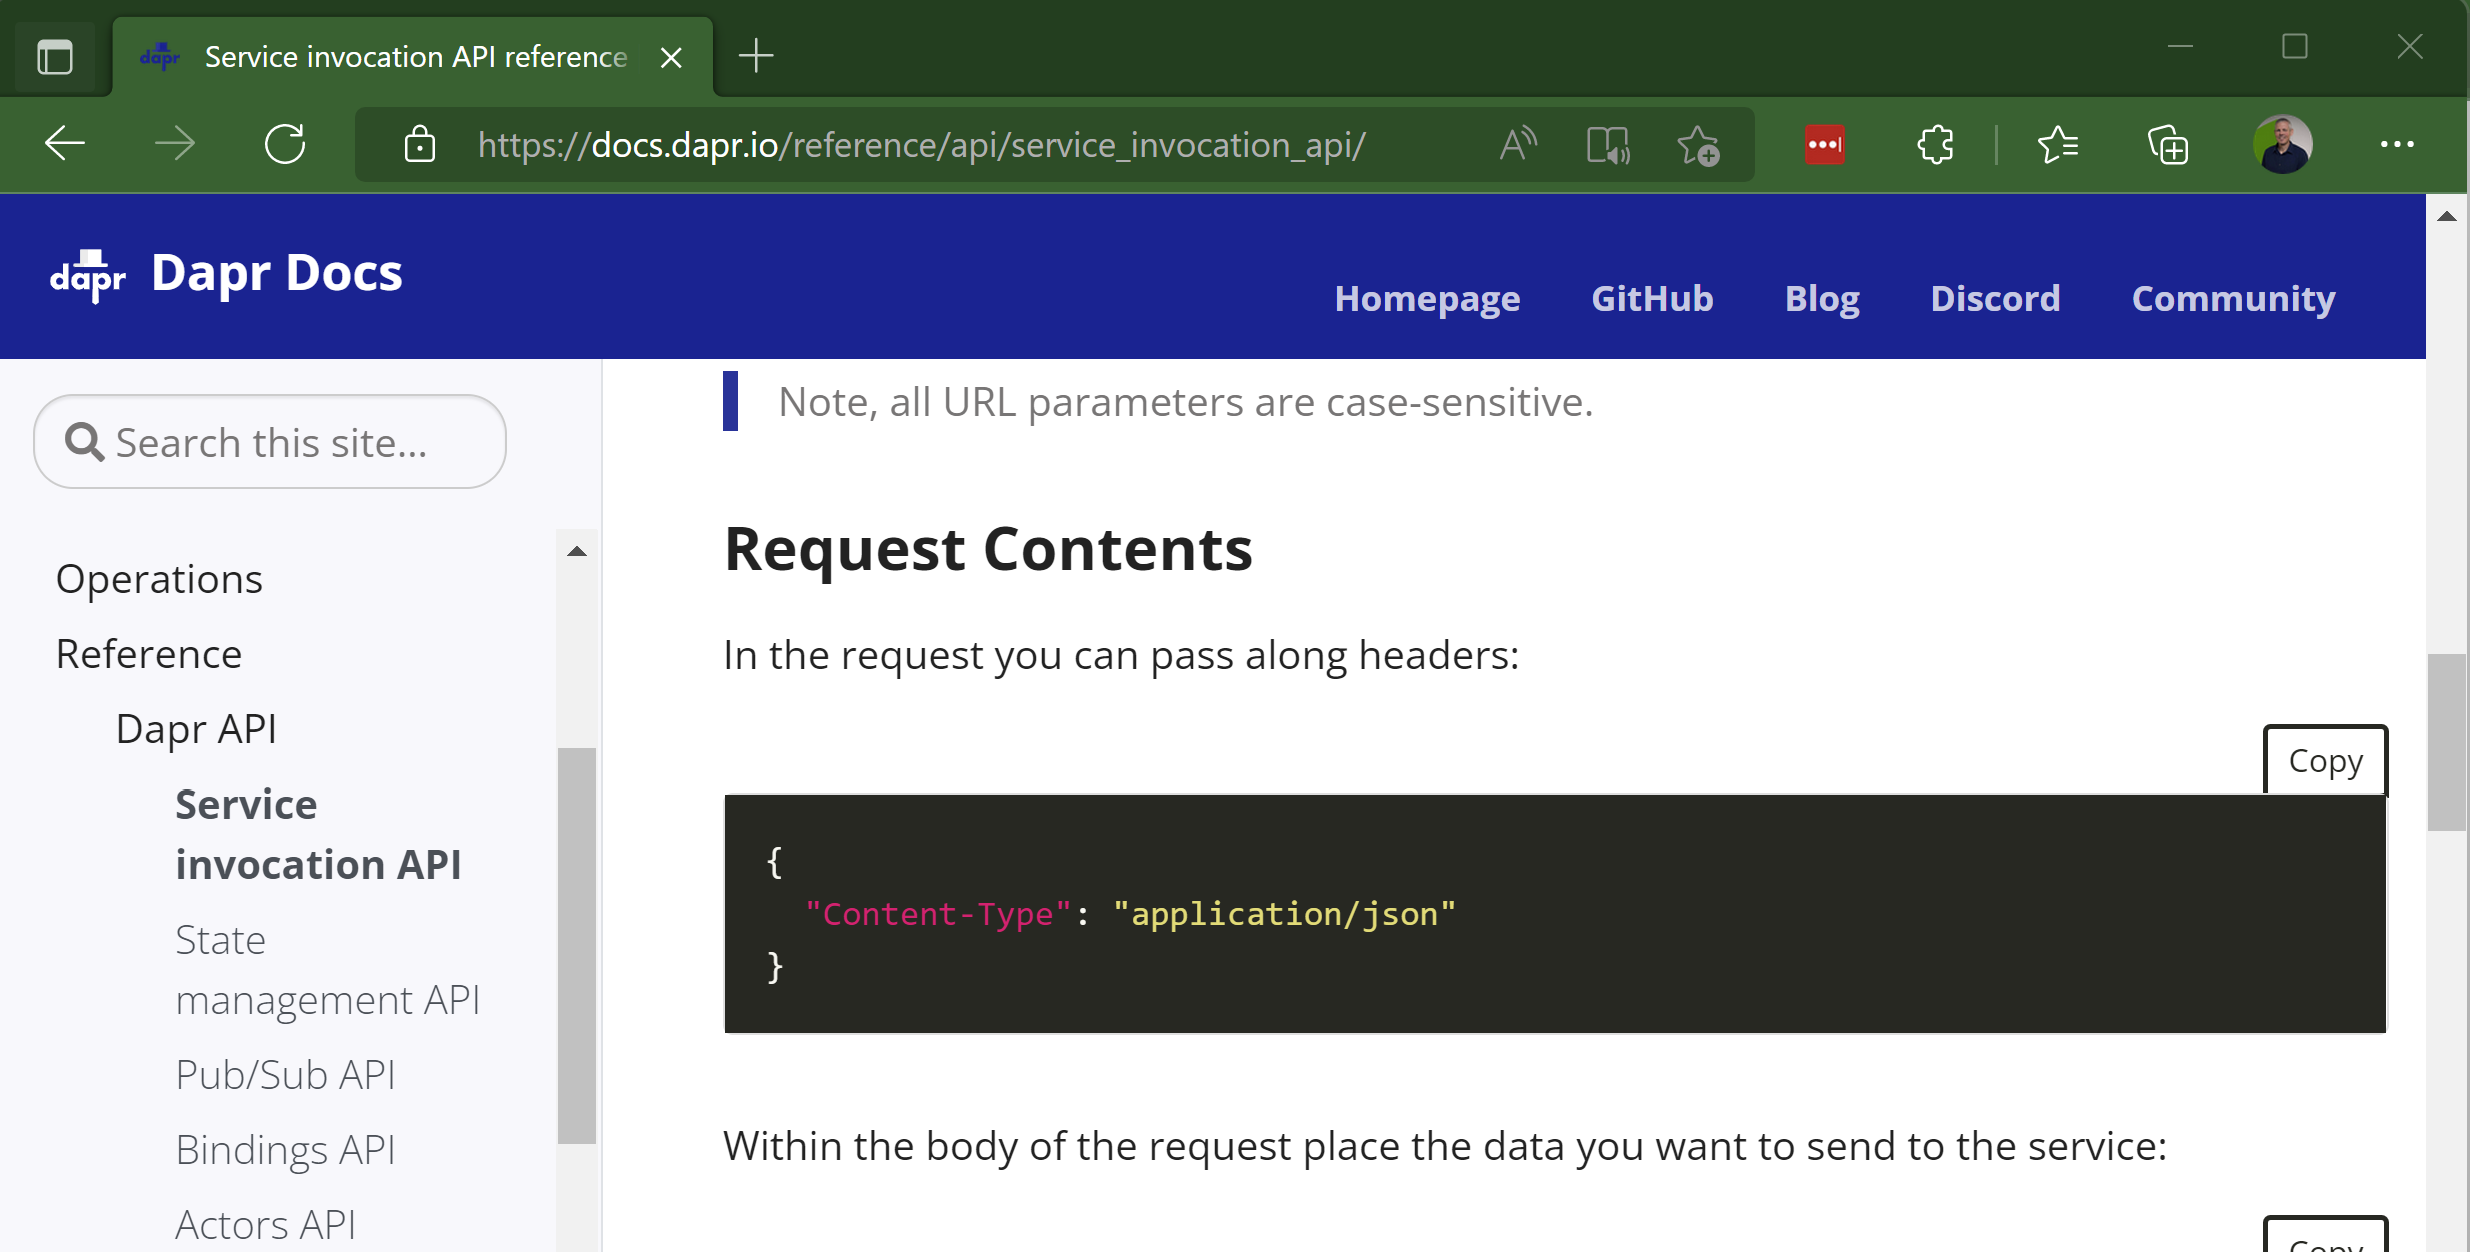 dapr Service invocation API reference
https://docs.dapr.io/reference/api/service_invocation_api/
dapr Dapr Docs
Homepage GitHub Blog Discord Community
Search this site...
Operations
Reference
Dapr API
Service
invocation API
State
management API
Pub/Sub API
Bindings API
Actors API
Note, all URL parameters are case-sensitive.
Request Contents
In the request you can pass along headers:
Copy
{
"Content-Type": "application/json"
}
Within the body of the request place the data you want to send to the service:
Copy